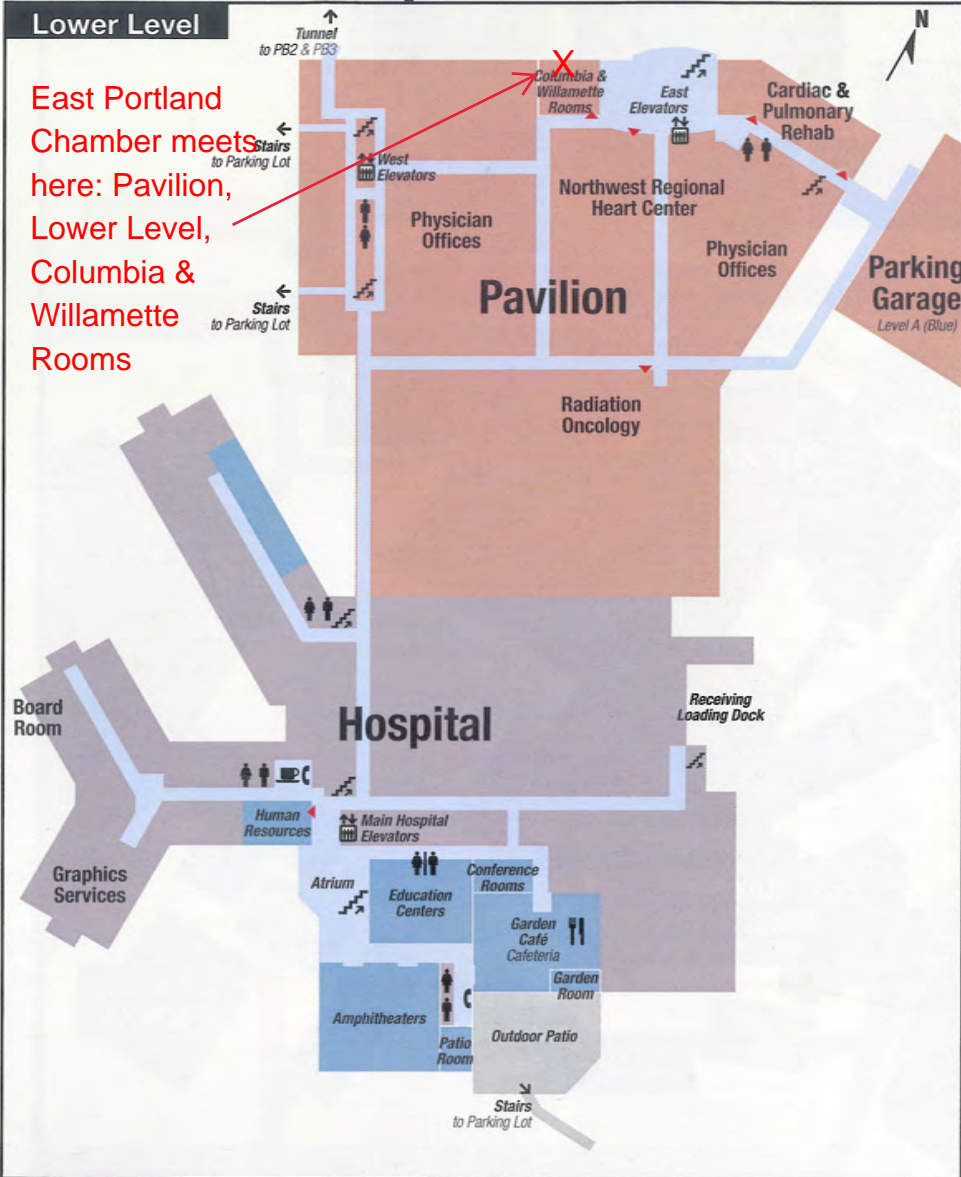 Lower Level
Tunnel
to PB2 & PB3
N
X
East Portland
Chamber meets
here: Pavilion,
Lower Level,
Columbia &
Willamette
Rooms
Columbia &
Willamette
Rooms
East
Elevators
Cardiac &
Pulmonary
Rehab
Stairs
to Parking Lot
West
Elevators
Physician
Offices
Northwest Regional
Heart Center
Physician
Offices
Parking
Garage
Level A (Blue)
Pavilion
Stairs
to Parking Lot
Radiation
Oncology
Board
Room
Hospital
Receiving
Loading Dock
Human
Resources
Main Hospital
Elevators
Graphics
Services
Atrium
Education
Centers
Conference
Rooms
Garden
Café
Cafeteria
Garden
Room
Amphitheaters
Patio
Room
Outdoor Patio
Stairs
to Parking Lot